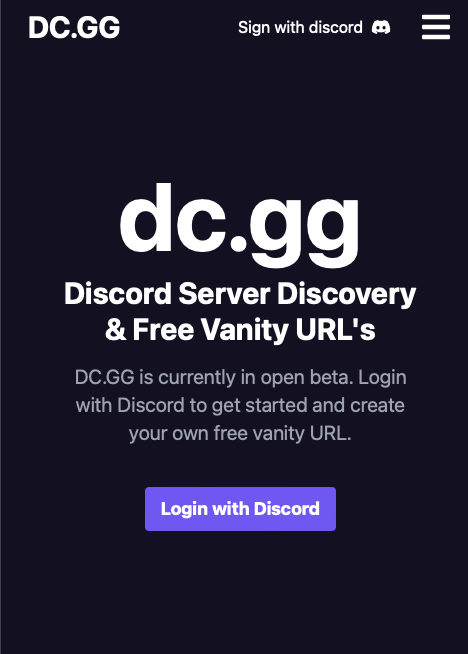 DC.GG
Sign with discord
dc.gg
Discord Server Discovery
& Free Vanity URL's
DC.GG is currently in open beta. Login
with Discord to get started and create
your own free vanity URL.
Login with Discord